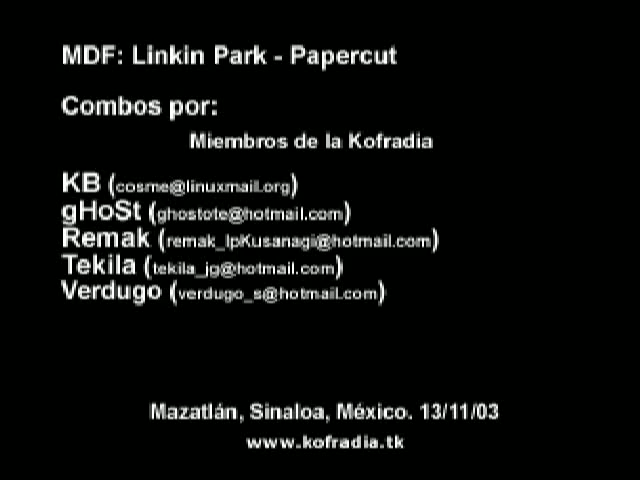 MDF: Linkin Park - Papercut
Combos por:
Miembros de la Kofradia
KB (cosme@linuxmail.org)
gHoSt (ghostote@hotmail.com)
Remak (remak_lpKusanagi@hotmail.com)
Tekila (tekila_jg@hotmail.com)
Verdugo (verdugo_s@hotmail.com)
Mazatlán, Sinaloa, México. 13/11/03
www.kofradia.tk